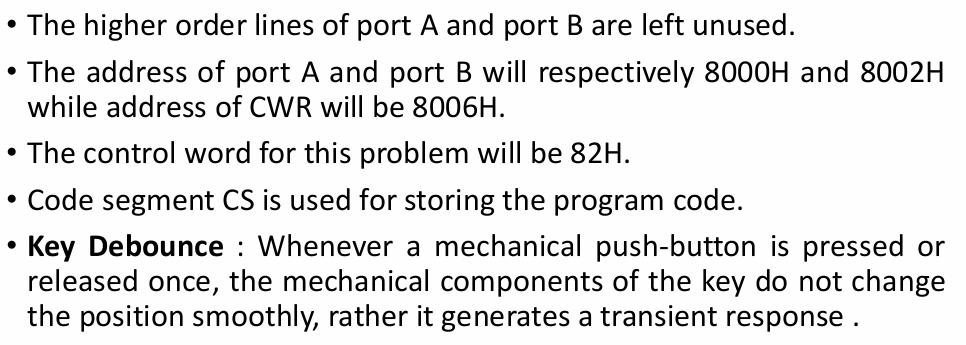 • The higher order lines of port A and port B are left unused.
• The address of port A and port B will respectively 8000H and 8002H
while address of CWR will be 8006H.
• The control word for this problem will be 82H.
• Code segment CS is used for storing the program code.
• Key Debounce : Whenever a mechanical push-button is pressed or
released once, the mechanical components of the key do not change
the position smoothly, rather it generates a transient response .